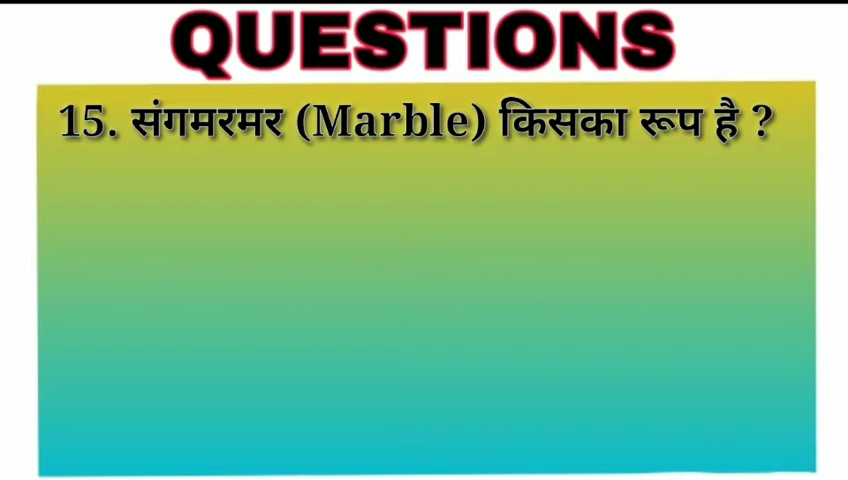 QUESTIONS
15. संगमरमर (Marble) किसका रूप है ?